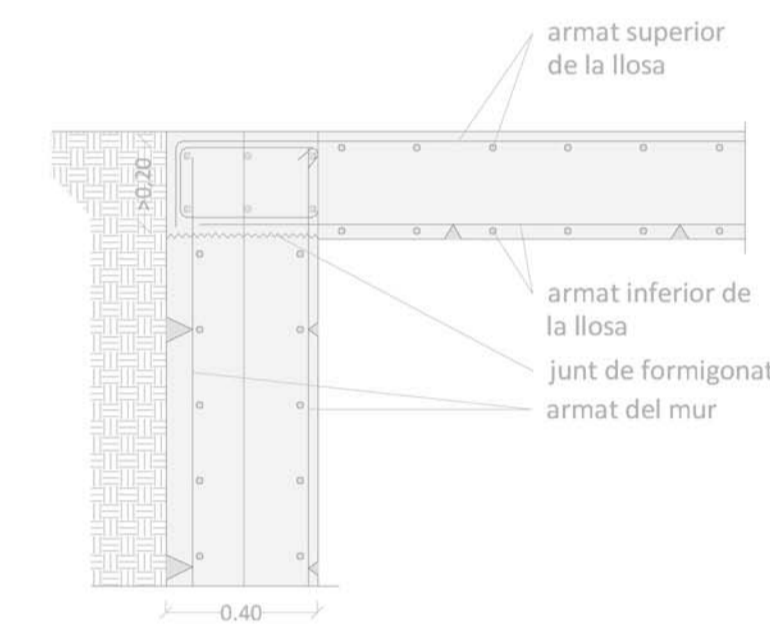 armat superior
de la llosa
>0.20
armat inferior de
la llosa
junt de formigonat
armat del mur
0.40